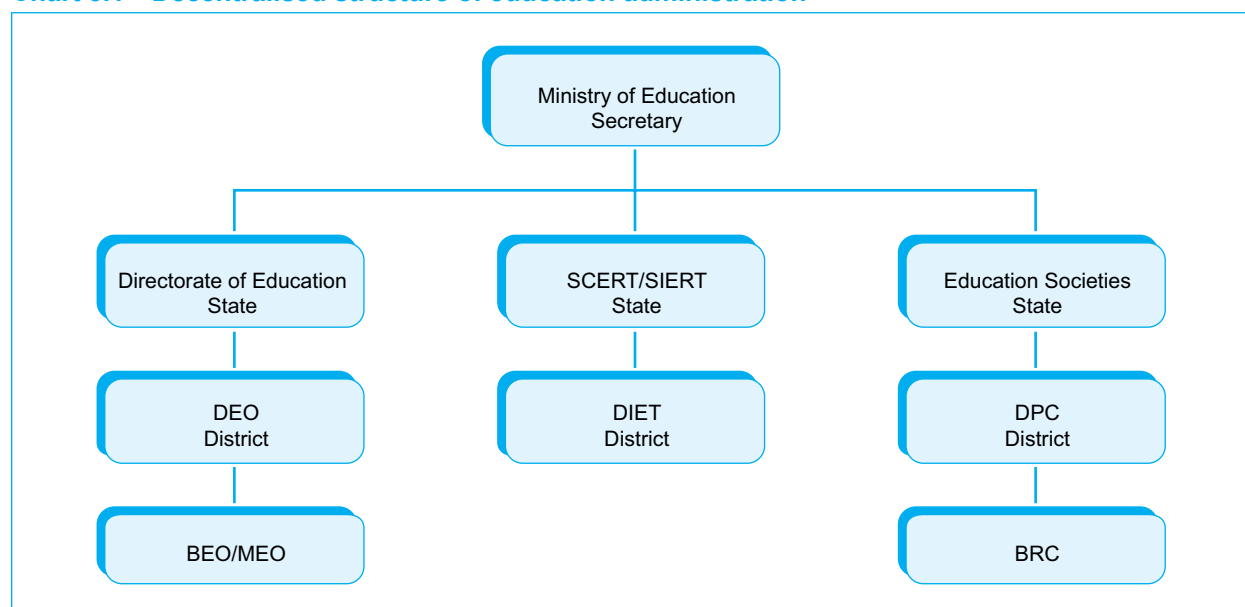 Ministry of Education
Secretary
Directorate of Education
State
SCERT/SIERT
State
Education Societies
State
DEO
District
DIET
District
DPC
District
BEO/MEO
BRC